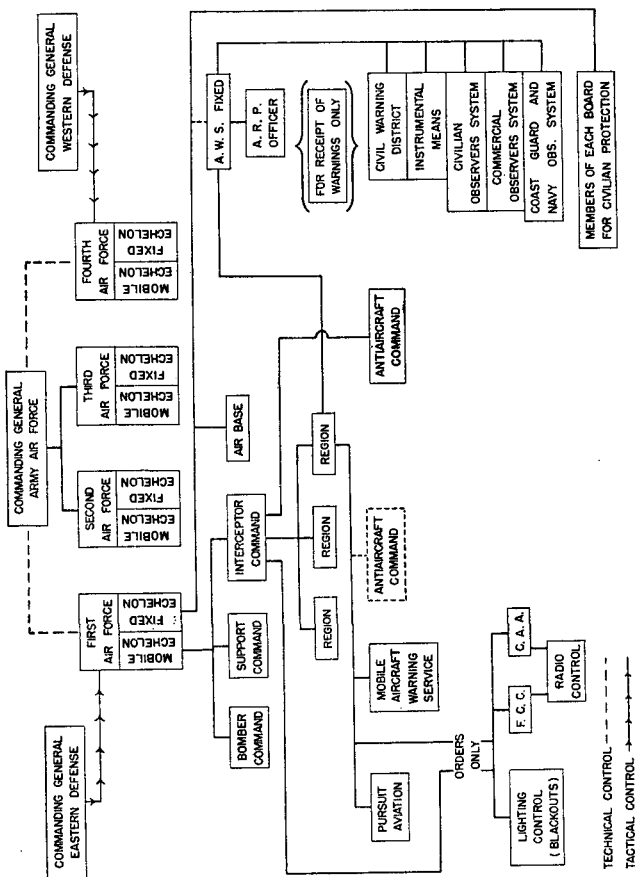 COMMANDING GENERAL
EASTERN DEFENSE
COMMANDING GENERAL
ARMY AIR FORCE
COMMANDING GENERAL
WESTERN DEFENSE
FIRST
AIR FORCE
MOBILE
ECHELON
FIXED
ECHELON
SECOND
AIR FORCE
MOBILE
ECHELON
FIXED
ECHELON
THIRD
AIR FORCE
MOBILE
ECHELON
FIXED
ECHELON
FOURTH
AIR FORCE
MOBILE
ECHELON
FIXED
ECHELON
BOMBER
COMMAND
SUPPORT
COMMAND
INTERCEPTOR
COMMAND
AIR BASE
A.W.S. FIXED
A.R.P.
OFFICER
FOR RECEIPT OF
WARNINGS ONLY
REGION
REGION
REGION
ANTIAIRCRAFT
COMMAND
CIVIL WARNING
DISTRICT
INSTRUMENTAL
MEANS
CIVILIAN
OBSERVERS SYSTEM
COMMERCIAL
OBSERVERS SYSTEM
COAST GUARD AND
NAVY OBS. SYSTEM
PURSUIT
AVIATION
MOBILE
AIRCRAFT
WARNING
SERVICE
ANTIAIRCRAFT
COMMAND
MEMBERS OF EACH BOARD
FOR CIVILIAN PROTECTION
ORDERS
ONLY
LIGHTING
CONTROL
(BLACKOUTS)
F.C.C.
C.A.A.
RADIO
CONTROL
TECHNICAL CONTROL
TACTICAL CONTROL